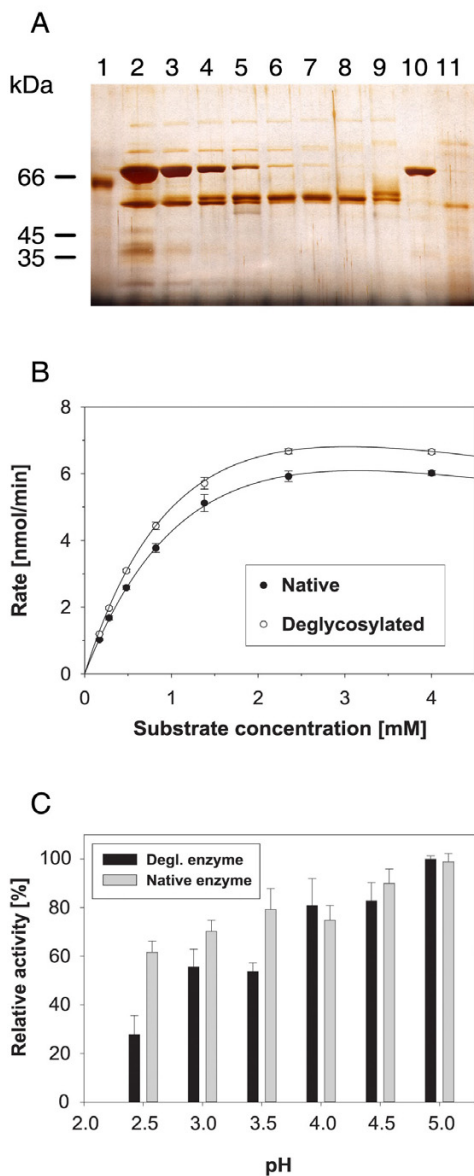 A
1 2 3 4 5 6 7 8 9 10 11
kDa
66
45
35
B
8
6
4
2
0
Rate [nmol/min]
Native
Deglycosylated
0 1 2 3 4
Substrate concentration [mM]
C
Degl. enzyme
Native enzyme
100
80
60
40
20
0
Relative activity [%]
2.0 2.5 3.0 3.5 4.0 4.5 5.0
pH